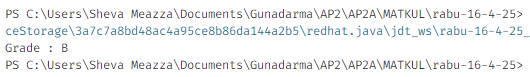 PS C:\Users\Sheva Meazza\Documents\Gunadarma\AP2\AP2A\MATKUL\rabu-16-4-25>
ceStorage\3a7c7a8bd48ac4a95ce8b86da144a2b5\redhat.java\jdt_ws\rabu-16-4-25_
Grade : B
PS C:\Users\Sheva Meazza\Documents\Gunadarma\AP2\AP2A\MATKUL\rabu-16-4-25>